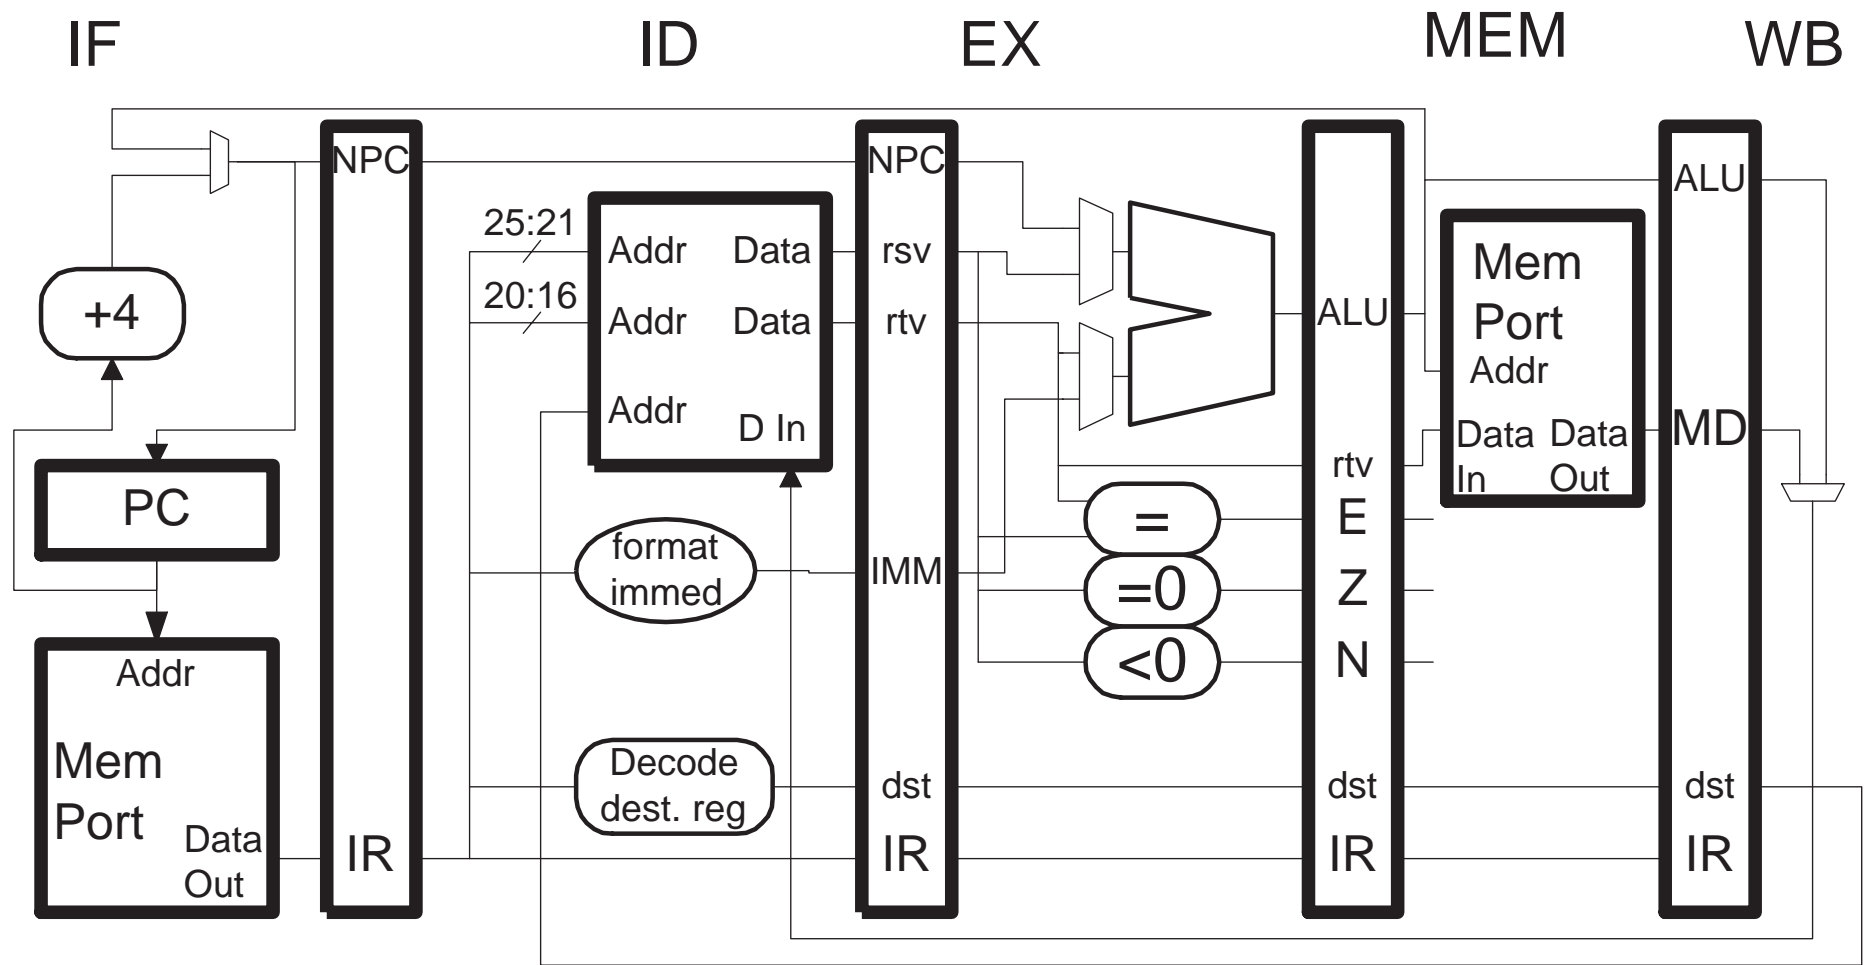 IF
ID
EX
MEM
WB
NPC
NPC
ALU
25:21
Addr
Data
rsv
Mem
Port
+4
20:16
Addr
Data
rtv
ALU
Addr
Addr
D In
MD
Data
In
Data
Out
rtv
PC
=
E
format
immed
IMM
=0
Z
<0
N
Addr
Mem
Port
Data
Out
Decode
dest. reg
dst
dst
dst
IR
IR
IR
IR